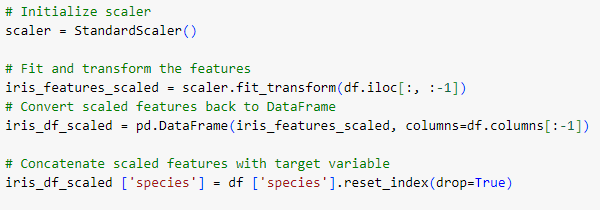 # Initialize scaler
scaler = StandardScaler()
# Fit and transform the features
iris_features_scaled = scaler.fit_transform(df.iloc[:, :-1])
# Convert scaled features back to DataFrame
iris_df_scaled = pd.DataFrame(iris_features_scaled, columns=df.columns[:-1])
# Concatenate scaled features with target variable
iris_df_scaled ['species'] = df ['species'].reset_index(drop=True)